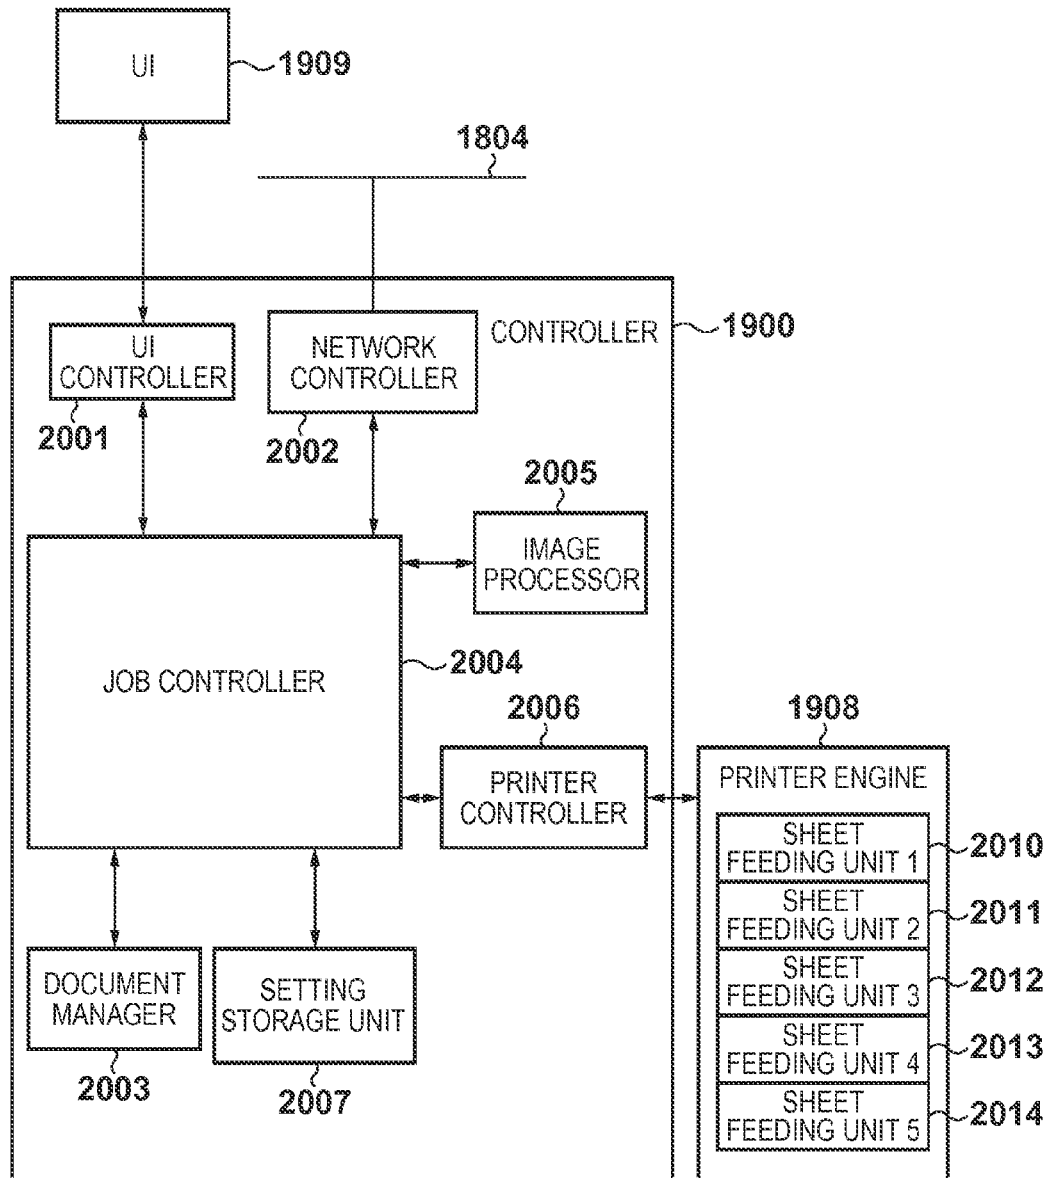 UI
1909
1804
CONTROLLER
1900
UI
CONTROLLER
2001
NETWORK
CONTROLLER
2002
2005
IMAGE
PROCESSOR
JOB CONTROLLER
2004
2006
PRINTER
CONTROLLER
1908
PRINTER ENGINE
SHEET
FEEDING UNIT 1
2010
SHEET
FEEDING UNIT 2
2011
SHEET
FEEDING UNIT 3
2012
SHEET
FEEDING UNIT 4
2013
SHEET
FEEDING UNIT 5
2014
DOCUMENT
MANAGER
2003
SETTING
STORAGE UNIT
2007